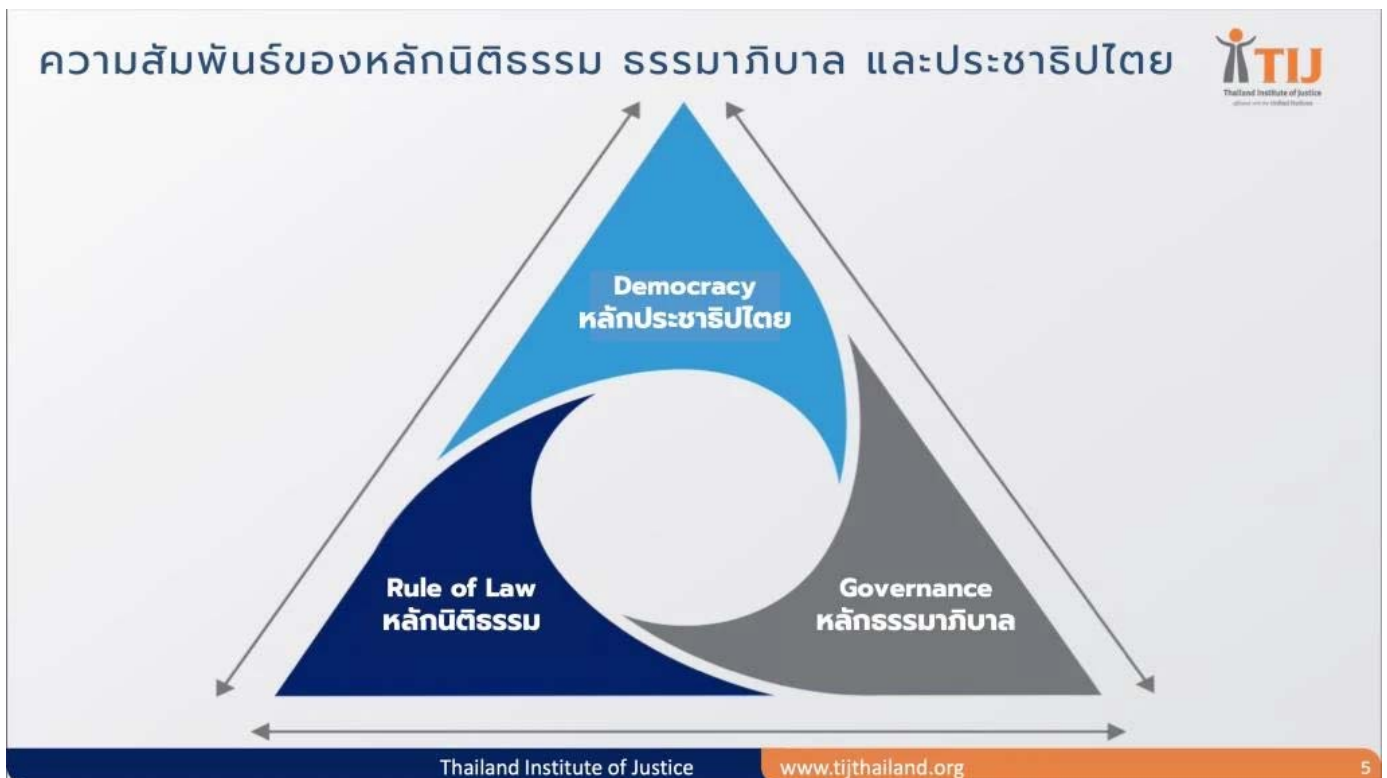 ความสัมพันธ์ของหลักนิติธรรม ธรรมาภิบาล และประชาธิปไตย
TIJ
Thailand Institute of Justice
Democracy
หลักประชาธิปไตย
Rule of Law
หลักนิติธรรม
Governance
หลักธรรมาภิบาล
Thailand Institute of Justice
www.tijthailand.org
5